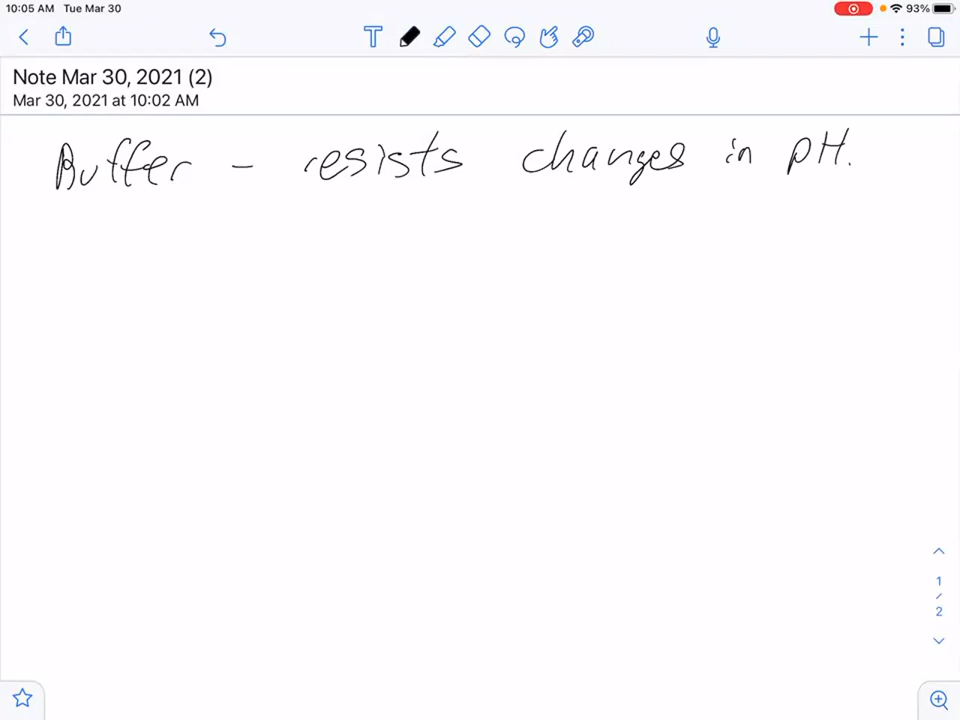 10:05 AM Tue Mar 30 93%
T
Note Mar 30, 2021 (2)
Mar 30, 2021 at 10:02 AM
Buffer - resists changes in pH.
1
/
2